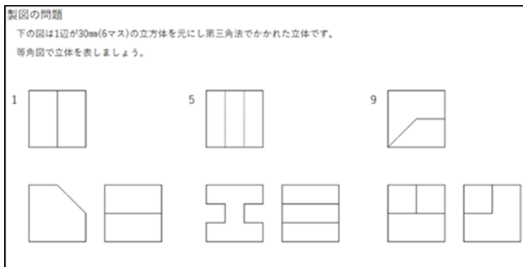 製図の問題
下の図は1辺が30㎜(6マス)の立方体を元にし第三角法でかかれた立体です。
等角図で立体を表しましょう。
1 5 9